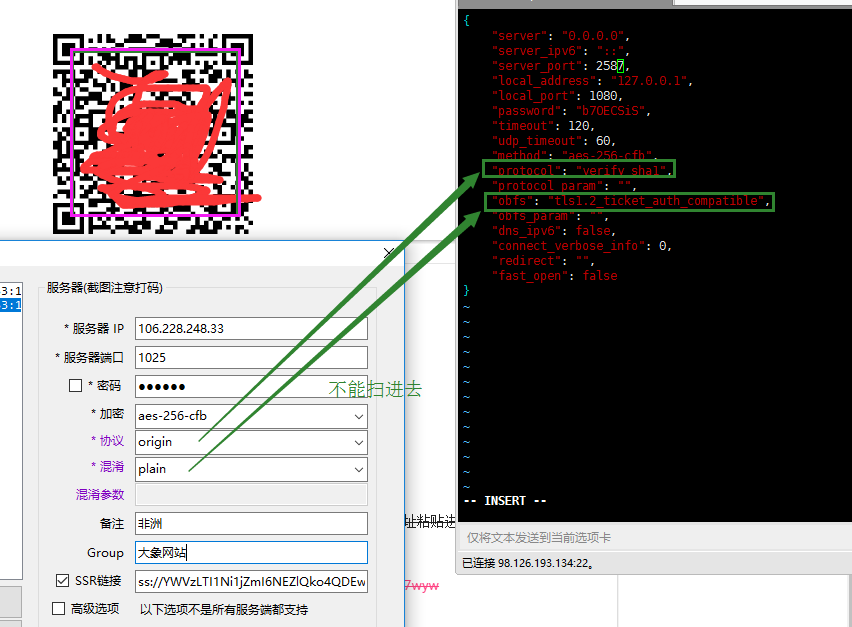 {
"server": "0.0.0.0",
"server_ipv6": "::",
"server_port": 2587,
"local_address": "127.0.0.1",
"local_port": 1080,
"password": "b7OECSiS",
"timeout": 120,
"udp_timeout": 60,
"method": "aes-256-cfb",
"protocol": "verify_sha1",
"protocol_param": "",
"obfs": "tls1.2_ticket_auth_compatible",
"obfs_param": "",
"dns_ipv6": false,
"connect_verbose_info": 0,
"redirect": "",
"fast_open": false
}
~
~
~
~
~
~
~
~
~
~
~
~
~
-- INSERT --
仅将文本发送到当前选项卡
已连接 98.126.193.134:22。
3:1
3:1
服务器(截图注意打码)
* 服务器 IP 106.228.248.33
* 服务器端口 1025
* 密码 ●●●●●●
不能扫进去
* 加密 aes-256-cfb
* 协议 origin
* 混淆 plain
混淆参数
备注 非洲
址粘贴进
Group 大象网站
SSR链接 ss://YWVzLTI1Ni1jZmI6NEZlQko4QDEw
7wyw
高级选项 以下选项不是所有服务端都支持